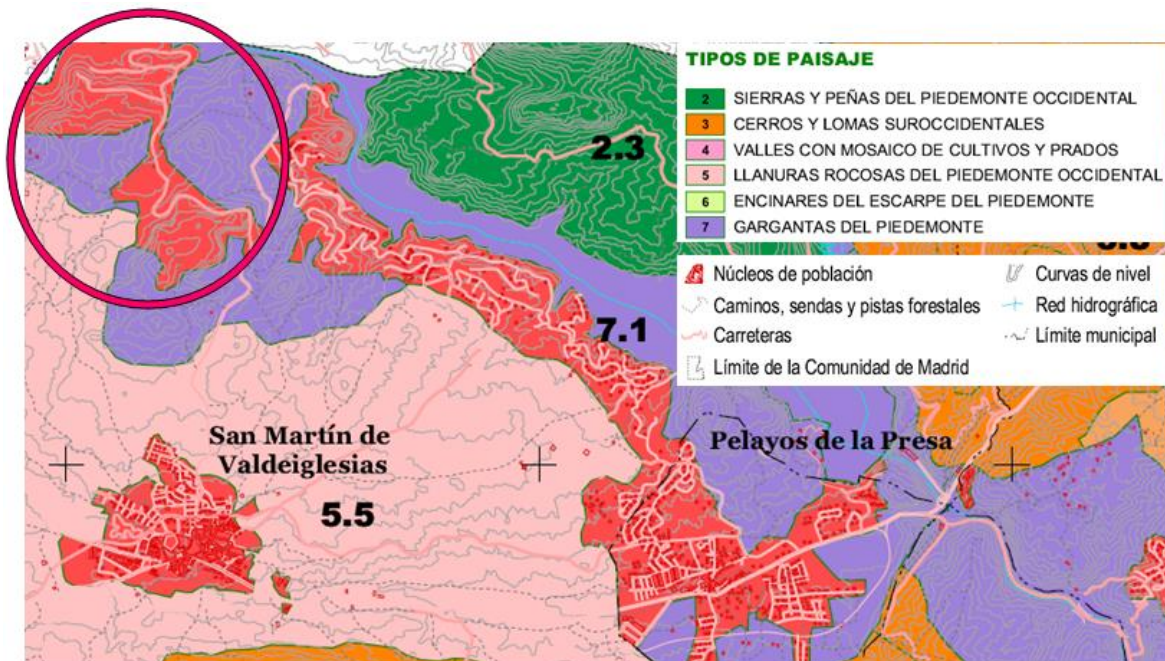 TIPOS DE PAISAJE
2 SIERRAS Y PEÑAS DEL PIEDEMONTE OCCIDENTAL
3 CERROS Y LOMAS SUROCCIDENTALES
4 VALLES CON MOSAICO DE CULTIVOS Y PRADOS
5 LLANURAS ROCOSAS DEL PIEDEMONTE OCCIDENTAL
6 ENCINARES DEL ESCARPE DEL PIEDEMONTE
7 GARGANTAS DEL PIEDEMONTE
2.3
Núcleos de población
Curvas de nivel
Caminos, sendas y pistas forestales
Red hidrográfica
Carreteras
Límite municipal
Límite de la Comunidad de Madrid
7.1
San Martín de
Valdeiglesias
Pelayos de la Presa
5.5